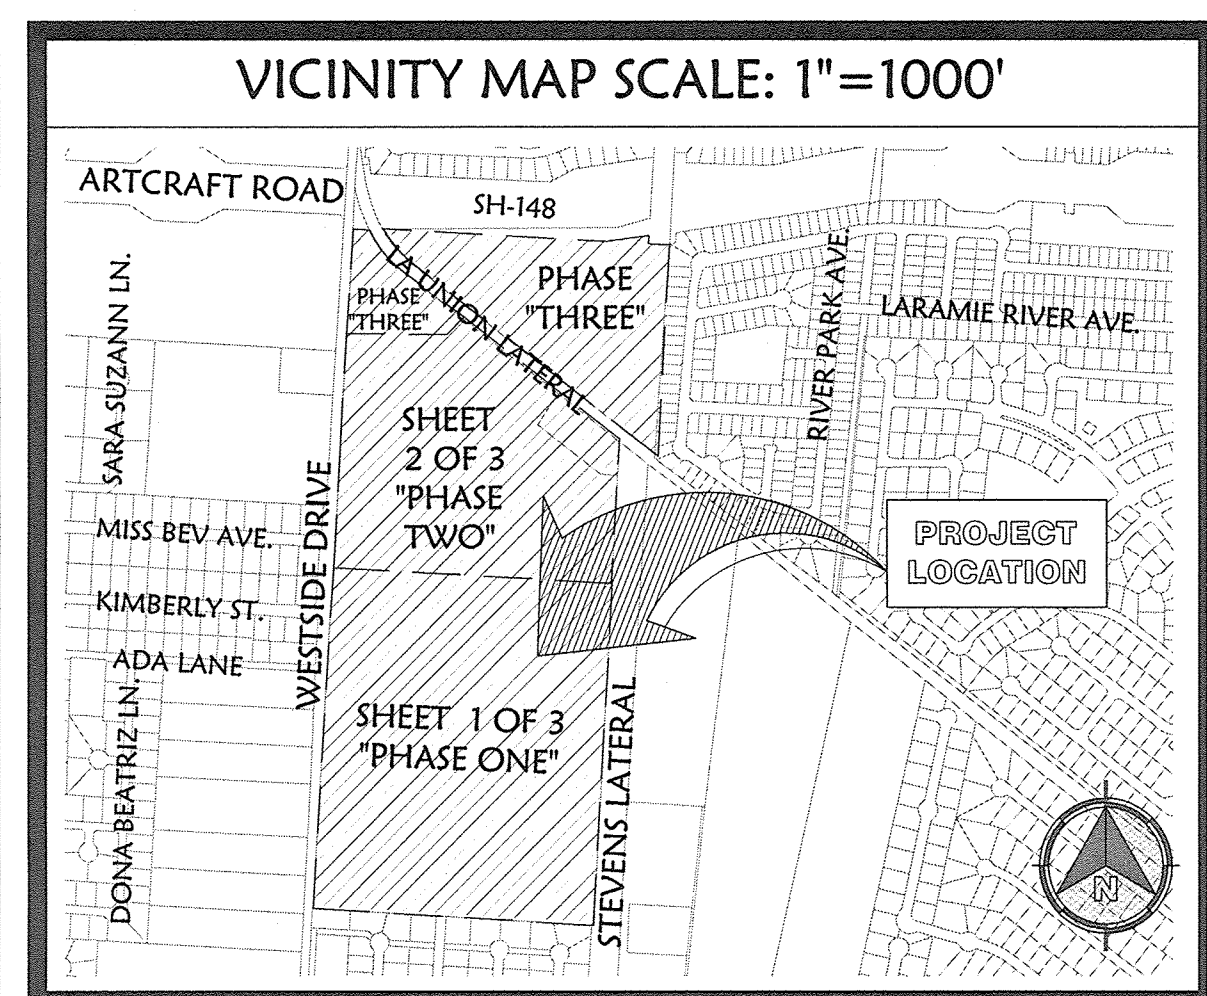 VICINITY MAP SCALE: 1"=1000'
ARTCRAFT ROAD
SH-148
LA UNION LATERAL
PHASE
"THREE"
PHASE
"THREE"
SARA SUZANN LN.
RIVER PARK AVE.
LARAMIE RIVER AVE.
SHEET
2 OF 3
"PHASE
TWO"
WESTSIDE DRIVE
MISS BEV AVE.
PROJECT
LOCATION
KIMBERLY ST.
ADA LANE
DONA BEATRIZ LN.
SHEET 1 OF 3
"PHASE ONE"
STEVENS LATERAL
N